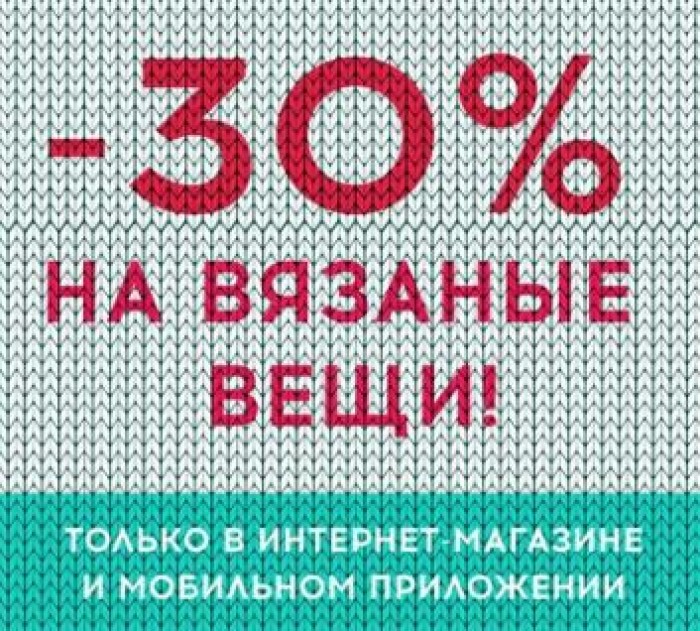 -30%
НА ВЯЗАНЫЕ
ВЕЩИ!
ТОЛЬКО В ИНТЕРНЕТ-МАГАЗИНЕ
И МОБИЛЬНОМ ПРИЛОЖЕНИИ